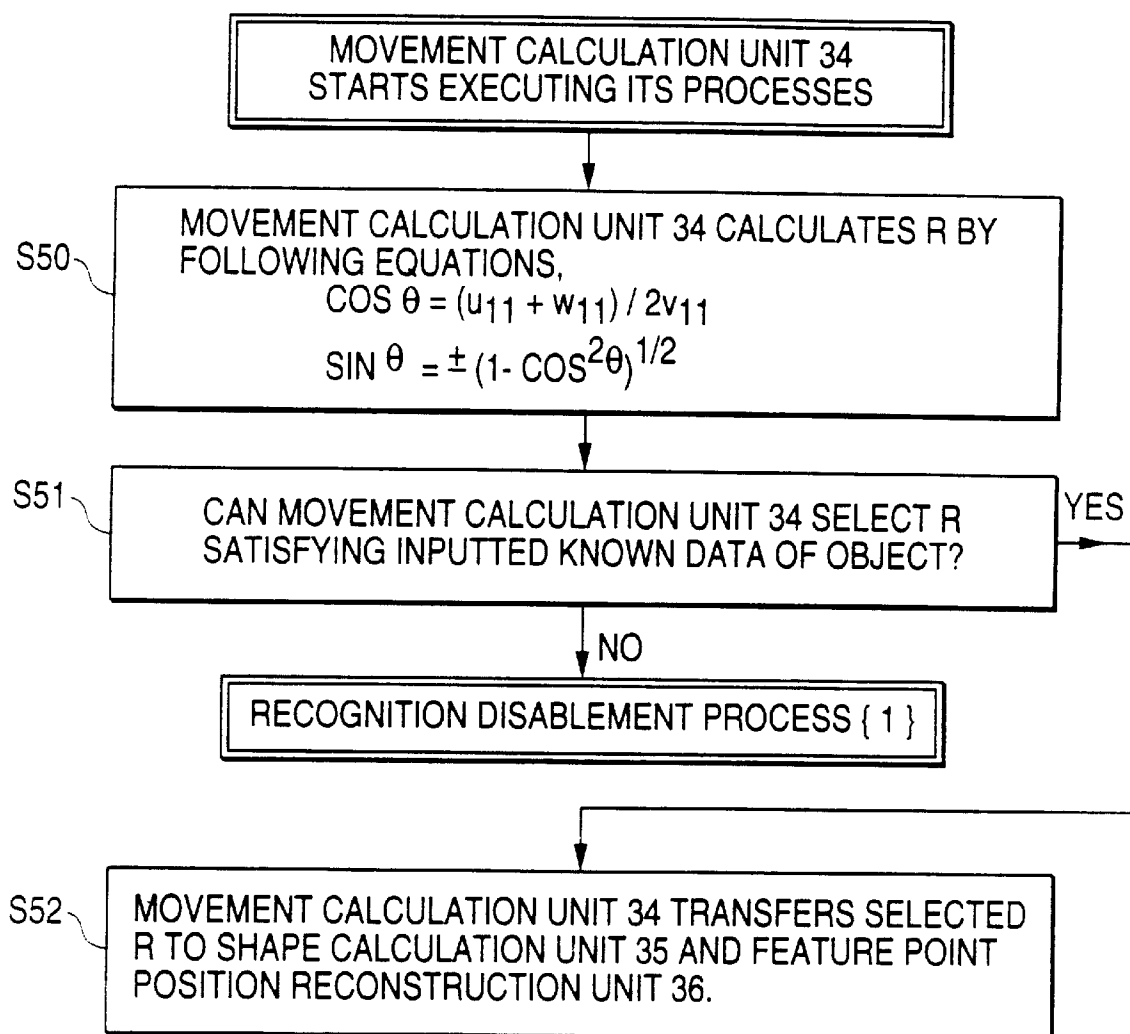 MOVEMENT CALCULATION UNIT 34
STARTS EXECUTING ITS PROCESSES
S50
MOVEMENT CALCULATION UNIT 34 CALCULATES R BY
FOLLOWING EQUATIONS,
COS θ = (u11 + w11) / 2v11
SIN θ = ± (1- COS²θ)^1/2
S51
CAN MOVEMENT CALCULATION UNIT 34 SELECT R
SATISFYING INPUTTED KNOWN DATA OF OBJECT?
YES
NO
RECOGNITION DISABLEMENT PROCESS { 1 }
S52
MOVEMENT CALCULATION UNIT 34 TRANSFERS SELECTED
R TO SHAPE CALCULATION UNIT 35 AND FEATURE POINT
POSITION RECONSTRUCTION UNIT 36.